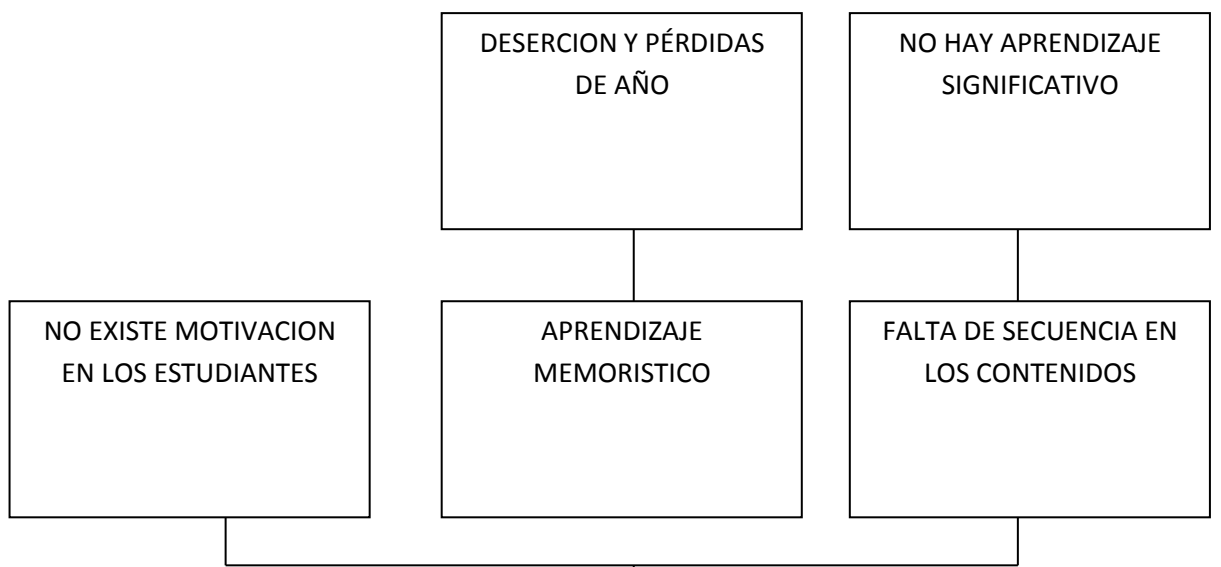 DESERCION Y PÉRDIDAS
DE AÑO
NO HAY APRENDIZAJE
SIGNIFICATIVO
NO EXISTE MOTIVACION
EN LOS ESTUDIANTES
APRENDIZAJE
MEMORISTICO
FALTA DE SECUENCIA EN
LOS CONTENIDOS